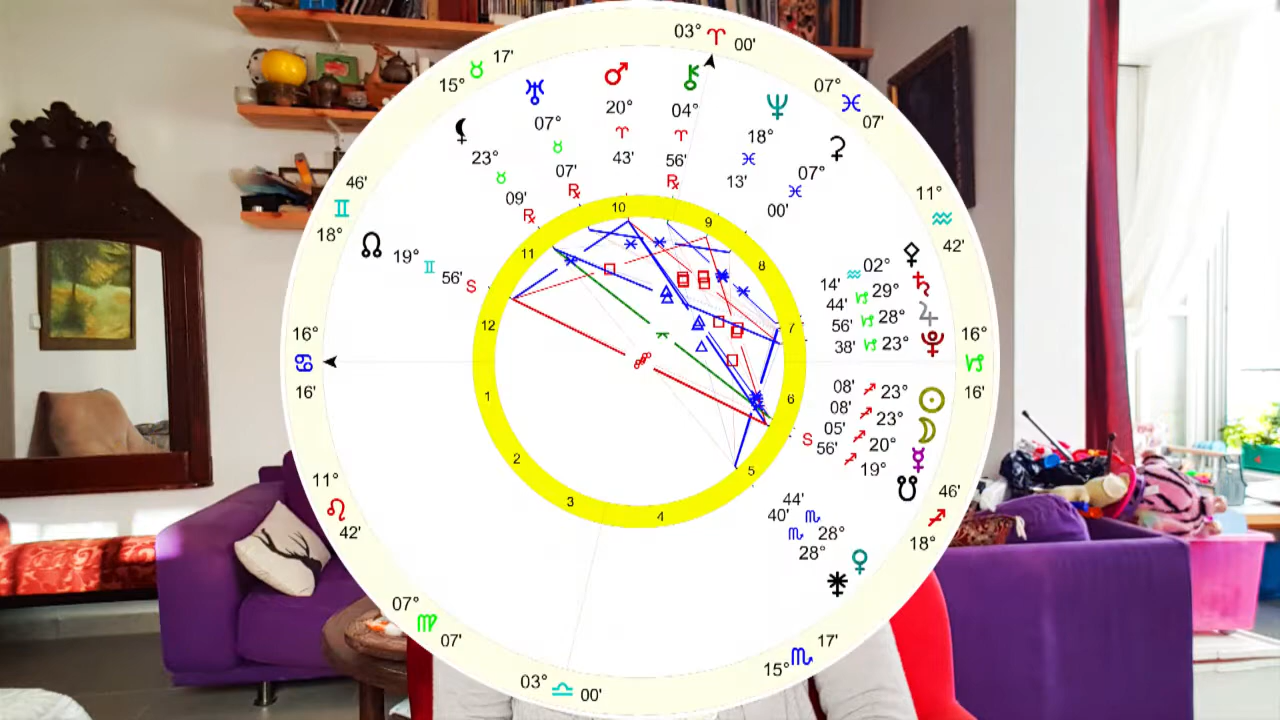 03° ♈ 00'
15° ♉ 17'
07° ♓ 07'
46' ♊ 18°
11° ♒ 42'
16° ♋ 16'
16° ♑ 16'
11° ♌ 42'
46' ♐ 18°
07° ♍ 07'
15° ♏ 17'
03° ♎ 00'
⚸ 23° ♉ 09' ℞
♅ 07° ♉ 07' ℞
♂ 20° ♈ 43'
⚷ 04° ♈ 56' ℞
♆ 18° ♓ 13'
⚳ 07° ♓ 00'
☊ 19° ♊ 56' S
14' ♒ 02° ⚴
44' ♑ 29° ♄
56' ♑ 28° ♃
38' ♑ 23° ♇
08' ♐ 23° ☉
08' ♐ 23° ☽
05' ♐ 20° ☿
S 56' ♐ 19° ☋
44' ♏ 28° ♀
40' ♏ 28° ⚵
10
9
11
8
12
7
1
6
2
5
3
4